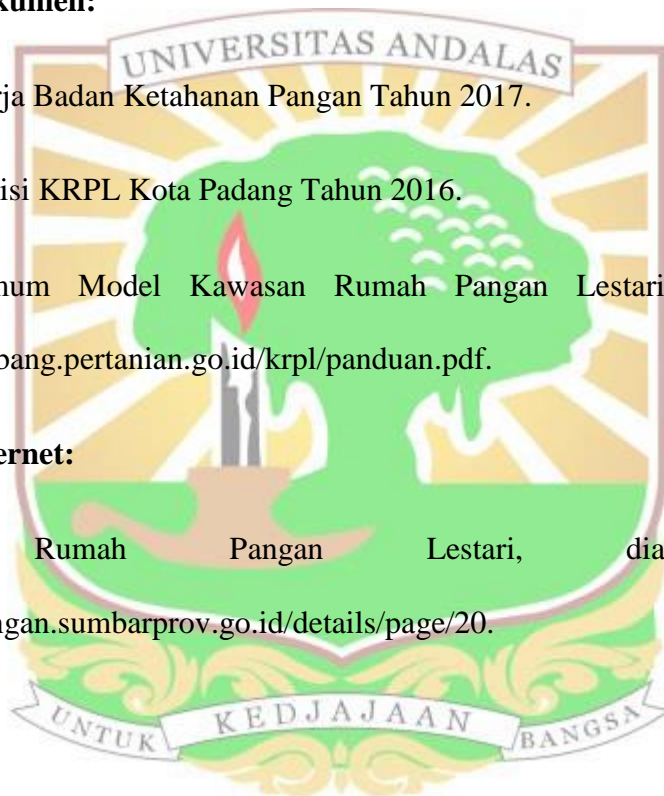 kumen:
UNIVERSITAS ANDALAS
rja Badan Ketahanan Pangan Tahun 2017.
isi KRPL Kota Padang Tahun 2016.
num Model Kawasan Rumah Pangan Lestari
bang.pertanian.go.id/krpl/panduan.pdf.
ernet:
Rumah Pangan Lestari, dia
ngan.sumbarprov.go.id/details/page/20.
UNTUK KEDJAJAAN BANGSA